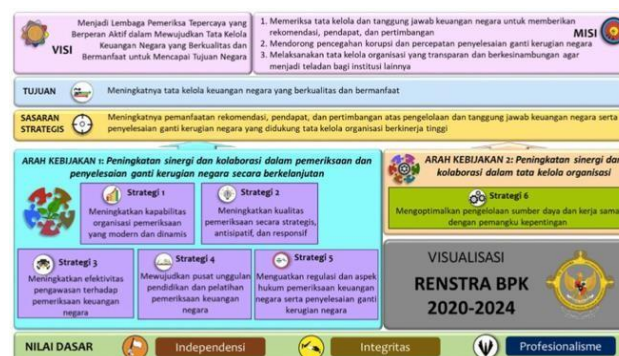 VISI
Menjadi Lembaga Pemeriksa Tepercaya yang
Berperan Aktif dalam Mewujudkan Tata Kelola
Keuangan Negara yang Berkualitas dan
Bermanfaat untuk Mencapai Tujuan Negara
MISI
1. Memeriksa tata kelola dan tanggung jawab keuangan negara untuk memberikan
rekomendasi, pendapat, dan pertimbangan
2. Mendorong pencegahan korupsi dan percepatan penyelesaian ganti kerugian negara
3. Melaksanakan tata kelola organisasi yang transparan dan berkesinambungan agar
menjadi teladan bagi institusi lainnya
TUJUAN
Meningkatnya tata kelola keuangan negara yang berkualitas dan bermanfaat
SASARAN
STRATEGIS
Meningkatnya pemanfaatan rekomendasi, pendapat, dan pertimbangan atas pengelolaan dan tanggung jawab keuangan negara serta
penyelesaian ganti kerugian negara yang didukung tata kelola organisasi berkinerja tinggi
ARAH KEBIJAKAN 1: Peningkatan sinergi dan kolaborasi dalam pemeriksaan dan
penyelesaian ganti kerugian negara secara berkelanjutan
Strategi 1
Meningkatkan kapabilitas
organisasi pemeriksaan
yang modern dan dinamis
Strategi 2
Meningkatkan kualitas
pemeriksaan secara strategis,
antisipatif, dan responsif
Strategi 3
Meningkatkan efektivitas
pengawasan terhadap
pemeriksaan keuangan
negara
Strategi 4
Mewujudkan pusat unggulan
pendidikan dan pelatihan
pemeriksaan keuangan
negara
Strategi 5
Menguatkan regulasi dan aspek
hukum pemeriksaan keuangan
negara serta penyelesaian ganti
kerugian negara
ARAH KEBIJAKAN 2: Peningkatan sinergi dan
kolaborasi dalam tata kelola organisasi
Strategi 6
Mengoptimalkan pengelolaan sumber daya dan kerja sama
dengan pemangku kepentingan
VISUALISASI
RENSTRA BPK
2020-2024
NILAI DASAR
Independensi
Integritas
Profesionalisme